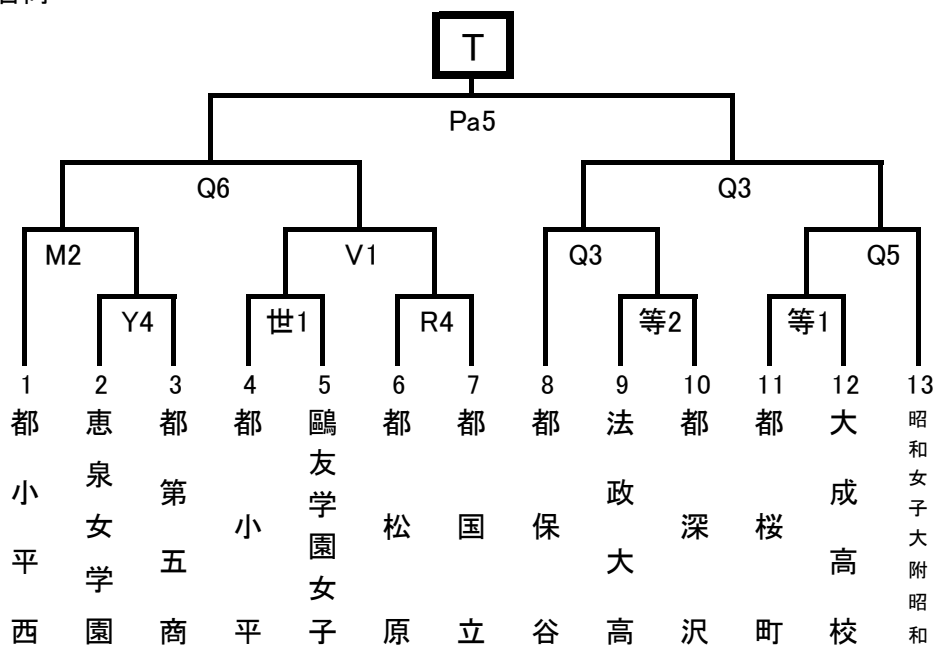 T
Pa5
Q6 Q3
M2 V1 Q3 Q5
Y4 世1 R4 等2 等1
1 2 3 4 5 6 7 8 9 10 11 12 13
都小平西
恵泉女学園
都第五商
都小平
鷗友学園女子
都松原
都国立
都保谷
法政大高
都深沢
都桜町
大成高校
昭和女子大附昭和